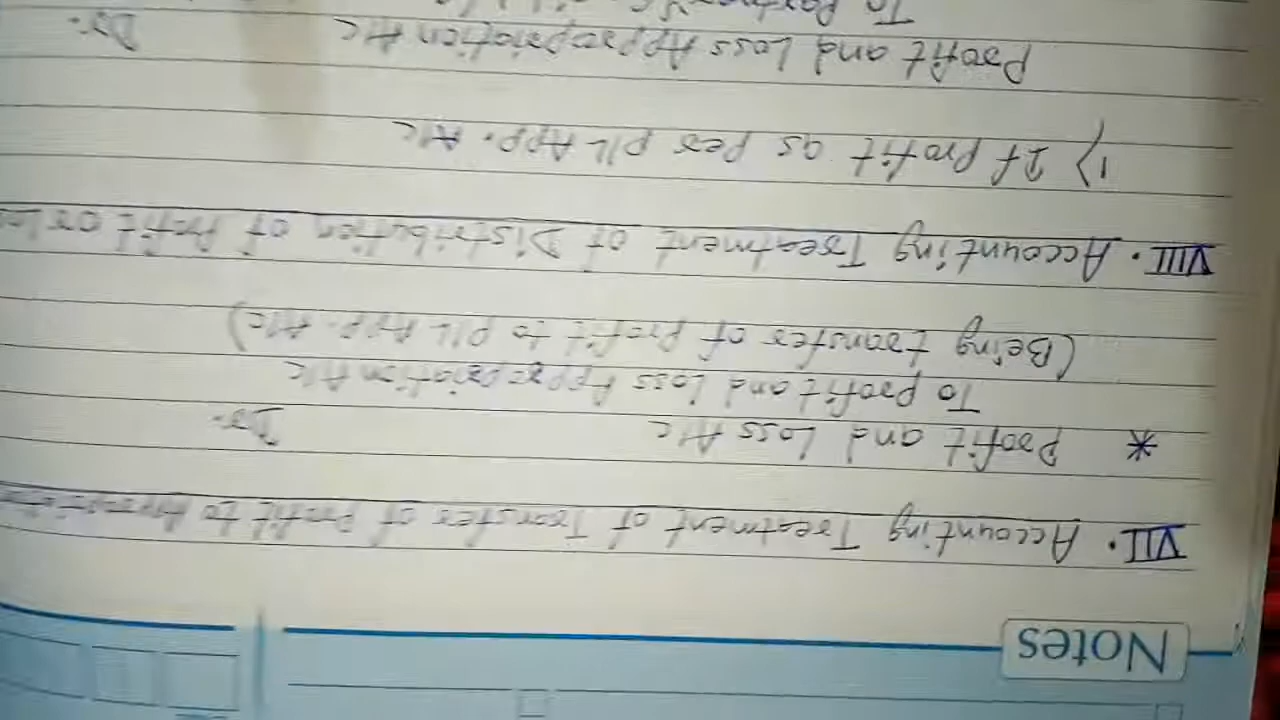 Notes
VII. Accounting Treatment of Transfer of Profit to Appropriation
* Profit and Loss A/c Dr.
To profit and Loss Appropriation A/c
(Being transfer of Profit to P/L App. A/c)
VIII. Accounting Treatment of Distribution of Profit or
1) If profit as per P/L App. A/c
Profit and Loss Appropriation A/c Dr.
To